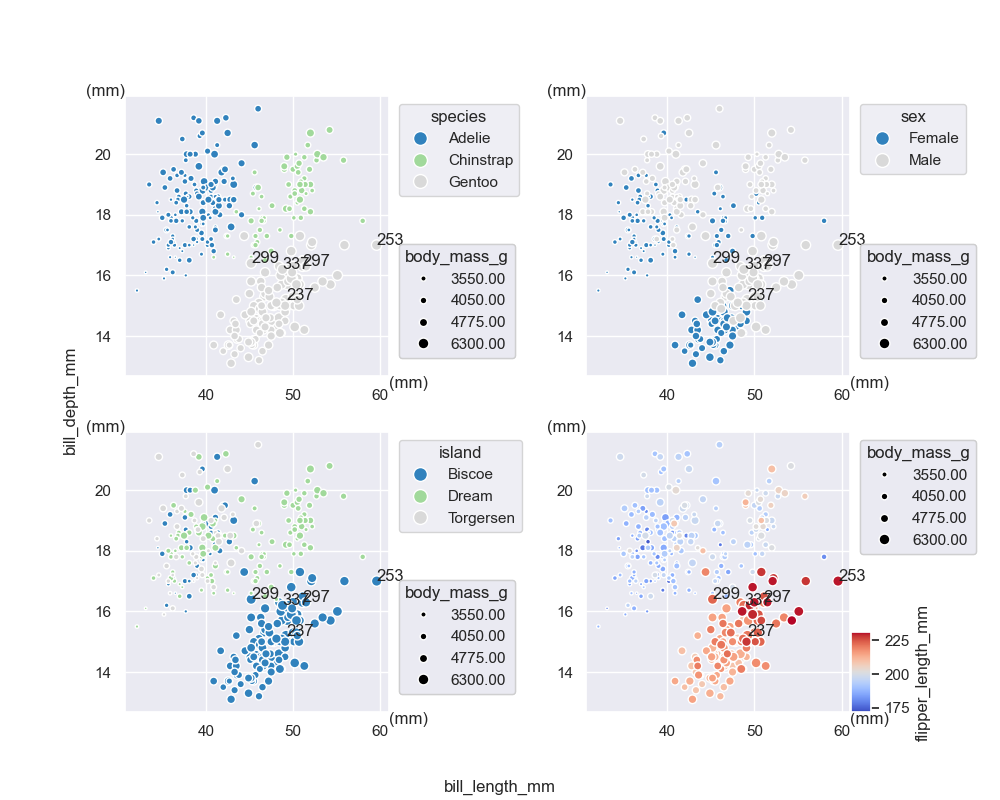 (mm)
20
18
16
14
40
50
60
(mm)
253
299
337
297
237
species
Adelie
Chinstrap
Gentoo
body_mass_g
3550.00
4050.00
4775.00
6300.00
(mm)
20
18
16
14
40
50
60
(mm)
253
299
337
297
237
sex
Female
Male
body_mass_g
3550.00
4050.00
4775.00
6300.00
bill_depth_mm
(mm)
20
18
16
14
40
50
60
(mm)
253
299
337
297
237
island
Biscoe
Dream
Torgersen
body_mass_g
3550.00
4050.00
4775.00
6300.00
(mm)
20
18
16
14
40
50
60
(mm)
253
299
337
297
237
body_mass_g
3550.00
4050.00
4775.00
6300.00
225
200
175
flipper_length_mm
bill_length_mm